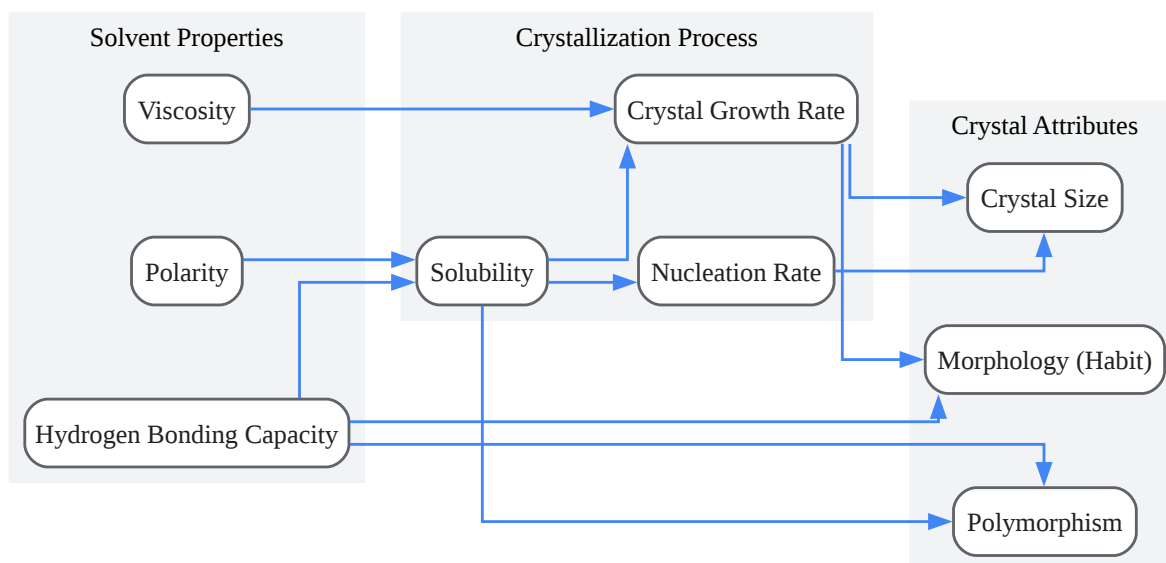 Solvent Properties
Crystallization Process
Viscosity
Crystal Growth Rate
Crystal Attributes
Crystal Size
Polarity
Solubility
Nucleation Rate
Morphology (Habit)
Hydrogen Bonding Capacity
Polymorphism